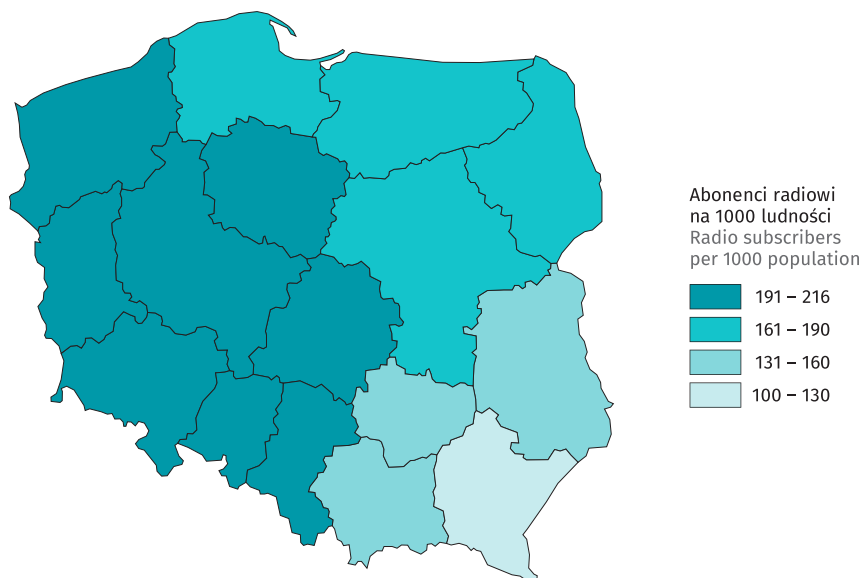 Abonenci radiowi
na 1000 ludności
Radio subscribers
per 1000 population
191 – 216
161 – 190
131 – 160
100 – 130